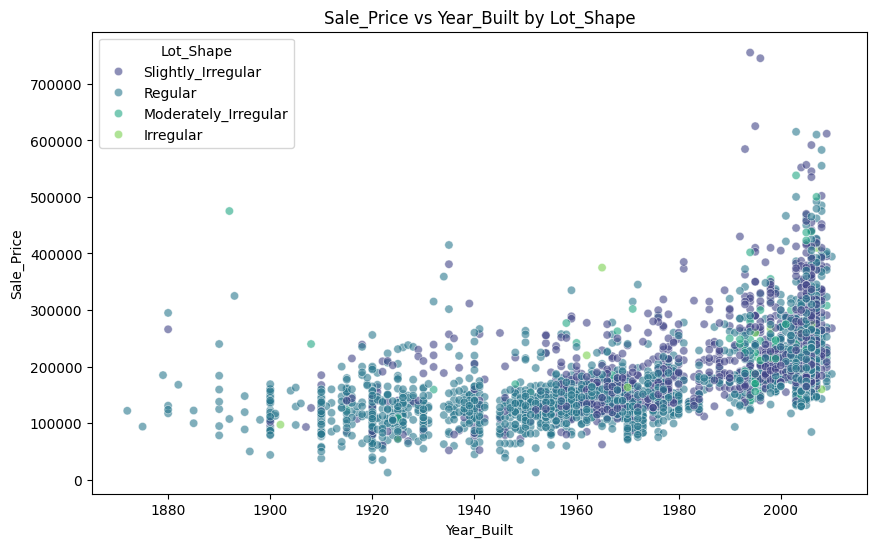 Sale_Price vs Year_Built by Lot_Shape
Lot_Shape
Slightly_Irregular
Regular
Moderately_Irregular
Irregular
Sale_Price
700000
600000
500000
400000
300000
200000
100000
0
1880 1900 1920 1940 1960 1980 2000
Year_Built